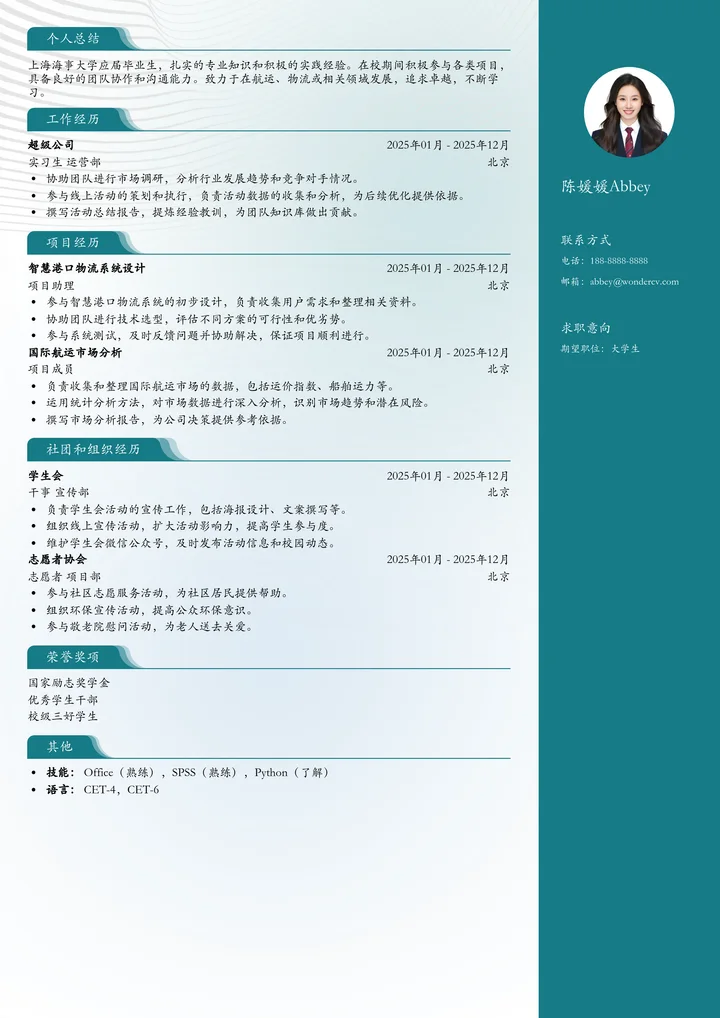 个人总结
上海海事大学应届毕业生，扎实的专业知识和积极的实践经验。在校期间积极参与各类项目，
具备良好的团队协作和沟通能力。致力于在航运、物流或相关领域发展，追求卓越，不断学
习。
工作经历
超级公司 2025年01月 - 2025年12月
实习生 运营部 北京
• 协助团队进行市场调研，分析行业发展趋势和竞争对手情况。
• 参与线上活动的策划和执行，负责活动数据的收集和分析，为后续优化提供依据。
• 撰写活动总结报告，提炼经验教训，为团队知识库做出贡献。
项目经历
智慧港口物流系统设计 2025年01月 - 2025年12月
项目助理 北京
• 参与智慧港口物流系统的初步设计，负责收集用户需求和整理相关资料。
• 协助团队进行技术选型，评估不同方案的可行性和优劣势。
• 参与系统测试，及时反馈问题并协助解决，保证项目顺利进行。
国际航运市场分析 2025年01月 - 2025年12月
项目成员 北京
• 负责收集和整理国际航运市场的数据，包括运价指数、船舶运力等。
• 运用统计分析方法，对市场数据进行深入分析，识别市场趋势和潜在风险。
• 撰写市场分析报告，为公司决策提供参考依据。
社团和组织经历
学生会 2025年01月 - 2025年12月
干事 宣传部 北京
• 负责学生会活动的宣传工作，包括海报设计、文案撰写等。
• 组织线上宣传活动，扩大活动影响力，提高学生参与度。
• 维护学生会微信公众号，及时发布活动信息和校园动态。
志愿者协会 2025年01月 - 2025年12月
志愿者 项目部 北京
• 参与社区志愿服务活动，为社区居民提供帮助。
• 组织环保宣传活动，提高公众环保意识。
• 参与敬老院慰问活动，为老人送去关爱。
荣誉奖项
国家励志奖学金
优秀学生干部
校级三好学生
其他
• 技能： Office（熟练），SPSS（熟练），Python（了解）
• 语言： CET-4，CET-6
陈媛媛Abbey
联系方式
电话：188-8888-8888
邮箱：abbey@wondercv.com
求职意向
期望职位：大学生